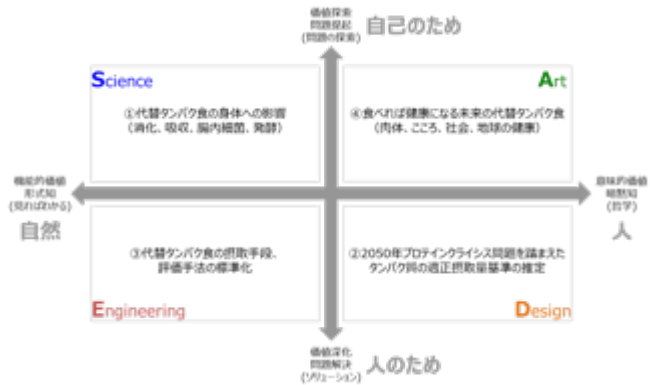 価値探索
問題提起
(問題の探索)
自己のため
Science
①代替タンパク食の身体への影響
(消化、吸収、腸内細菌、発酵)
Art
④食べれば健康になる未来の代替タンパク食
(肉体、こころ、社会、地球の健康)
機能的価値
形式知
(見ればわかる)
自然
意味的価値
暗黙知
(哲学)
人
③代替タンパク食の摂取手段、
評価手法の標準化
Engineering
②2050年プロテインクライシス問題を踏まえた
タンパク質の適正摂取量基準の推定
Design
価値深化
問題解決
(ソリューション)
人のため